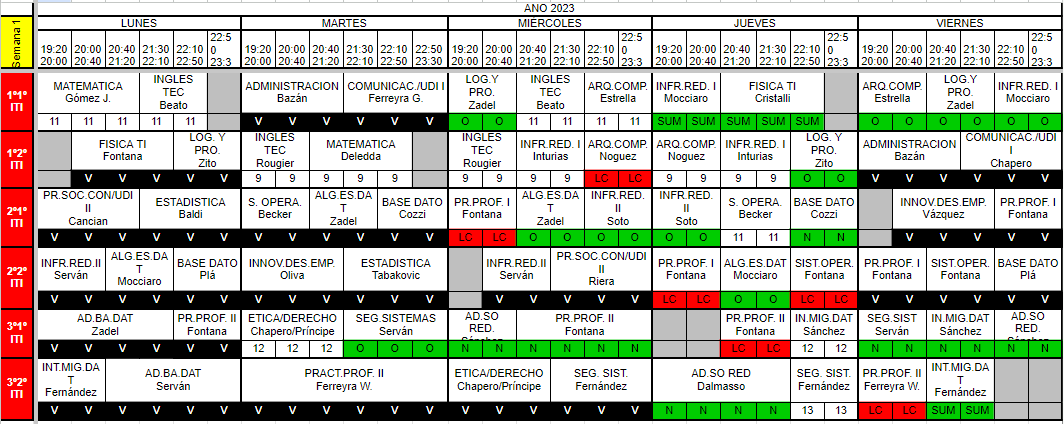 ANO 2023
Semana 1
LUNES MARTES MIERCOLES JUEVES VIERNES
19:20 20:00 20:40 21:30 22:10 22:50 19:20 20:00 20:40 21:30 22:10 22:50 19:20 20:00 20:40 21:30 22:10 22:50 19:20 20:00 20:40 21:30 22:10 22:50 19:20 20:00 20:40 21:30 22:10 22:50
20:00 20:40 21:20 22:10 22:50 23:3 20:00 20:40 21:20 22:10 22:50 23:30 20:00 20:40 21:20 22:10 22:50 23:3 20:00 20:40 21:20 22:10 22:50 23:3 20:00 20:40 21:20 22:10 22:50 23:3
1º1º ITI
MATEMATICA Gómez J.
INGLES TEC Beato
ADMINISTRACION Bazán
COMUNICAC./UDI I Ferreyra G.
LOG.Y PRO. Zadel
INGLES TEC Beato
ARQ.COMP. Estrella
INFR.RED. I Mocciaro
FISICA TI Cristalli
ARQ.COMP. Estrella
LOG.Y PRO. Zadel
INFR.RED. I Mocciaro
11 11 11 11 11 V V V V V V O O 11 11 11 11 SUM SUM SUM SUM SUM O O O O O O
1º2º ITI
FISICA TI Fontana
LOG. Y PRO. Zito
INGLES TEC Rougier
MATEMATICA Deledda
INGLES TEC Rougier
INFR.RED. I Inturias
ARQ.COMP. Noguez
ARQ.COMP. Noguez
INFR.RED. I Inturias
LOG. Y PRO. Zito
ADMINISTRACION Bazán
COMUNICAC./UDI I Chapero
V V V V V 9 9 9 9 9 9 9 9 9 LC LC 9 9 9 9 O O V V V V V V
2º1º ITI
PR.SOC.CON/UDI II Cancian
ESTADISTICA Baldi
S. OPERA. Becker
ALG.ES.DAT Zadel
BASE DATO Cozzi
PR.PROF. I Fontana
ALG.ES.DAT Zadel
INFR.RED. II Soto
INFR.RED. II Soto
S. OPERA. Becker
BASE DATO Cozzi
INNOV.DES.EMP. Vázquez
PR.PROF. I Fontana
V V V V V V V V V V V V LC LC O O O O O O 11 11 N N V V V V V
2º2º ITI
INFR.RED.II Serván
ALG.ES.DAT Mocciaro
BASE DATO Plá
INNOV.DES.EMP. Oliva
ESTADISTICA Tabakovic
INFR.RED.II Serván
PR.SOC.CON/UDI II Riera
PR.PROF. I Fontana
ALG.ES.DAT Mocciaro
SIST.OPER. Fontana
PR.PROF. I Fontana
SIST.OPER. Fontana
BASE DATO Plá
V V V V V V V V V V V V V V V V V LC LC O O LC LC V V V V V V
3º1º ITI
AD.BA.DAT Zadel
PR.PROF. II Fontana
ETICA/DERECHO Chapero/Príncipe
SEG.SISTEMAS Serván
AD.SO RED. Sánchez
PR.PROF. II Fontana
PR.PROF. II Fontana
IN.MIG.DAT Sánchez
SEG.SIST Serván
IN.MIG.DAT Sánchez
AD.SO RED. Sánchez
V V V V V V 12 12 12 O O O N N N N N N LC LC 12 12 N N N N N N
3º2º ITI
INT.MIG.DAT Fernández
AD.BA.DAT Serván
PRACT.PROF. II Ferreyra W.
ETICA/DERECHO Chapero/Príncipe
SEG. SIST. Fernández
AD.SO RED Dalmasso
SEG. SIST. Fernández
PR.PROF. II Ferreyra W.
INT.MIG.DAT Fernández
V V V V V V V V V V V V V V V V V V N N N N 13 13 LC LC SUM SUM